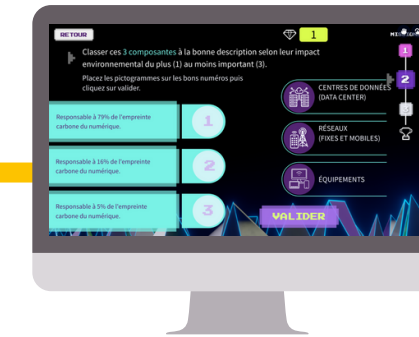 RETOUR
1
Classer ces 3 composantes à la bonne description selon leur impact
environnemental du plus (1) au moins important (3).
Placez les pictogrammes sur les bons numéros puis
cliquez sur valider.
1
2
Responsable à 79% de l'empreinte
carbone du numérique.
1
CENTRES DE DONNÉES
(DATA CENTER)
Responsable à 16% de l'empreinte
carbone du numérique.
2
RÉSEAUX
(FIXES ET MOBILES)
Responsable à 5% de l'empreinte
carbone du numérique.
3
ÉQUIPEMENTS
VALIDER